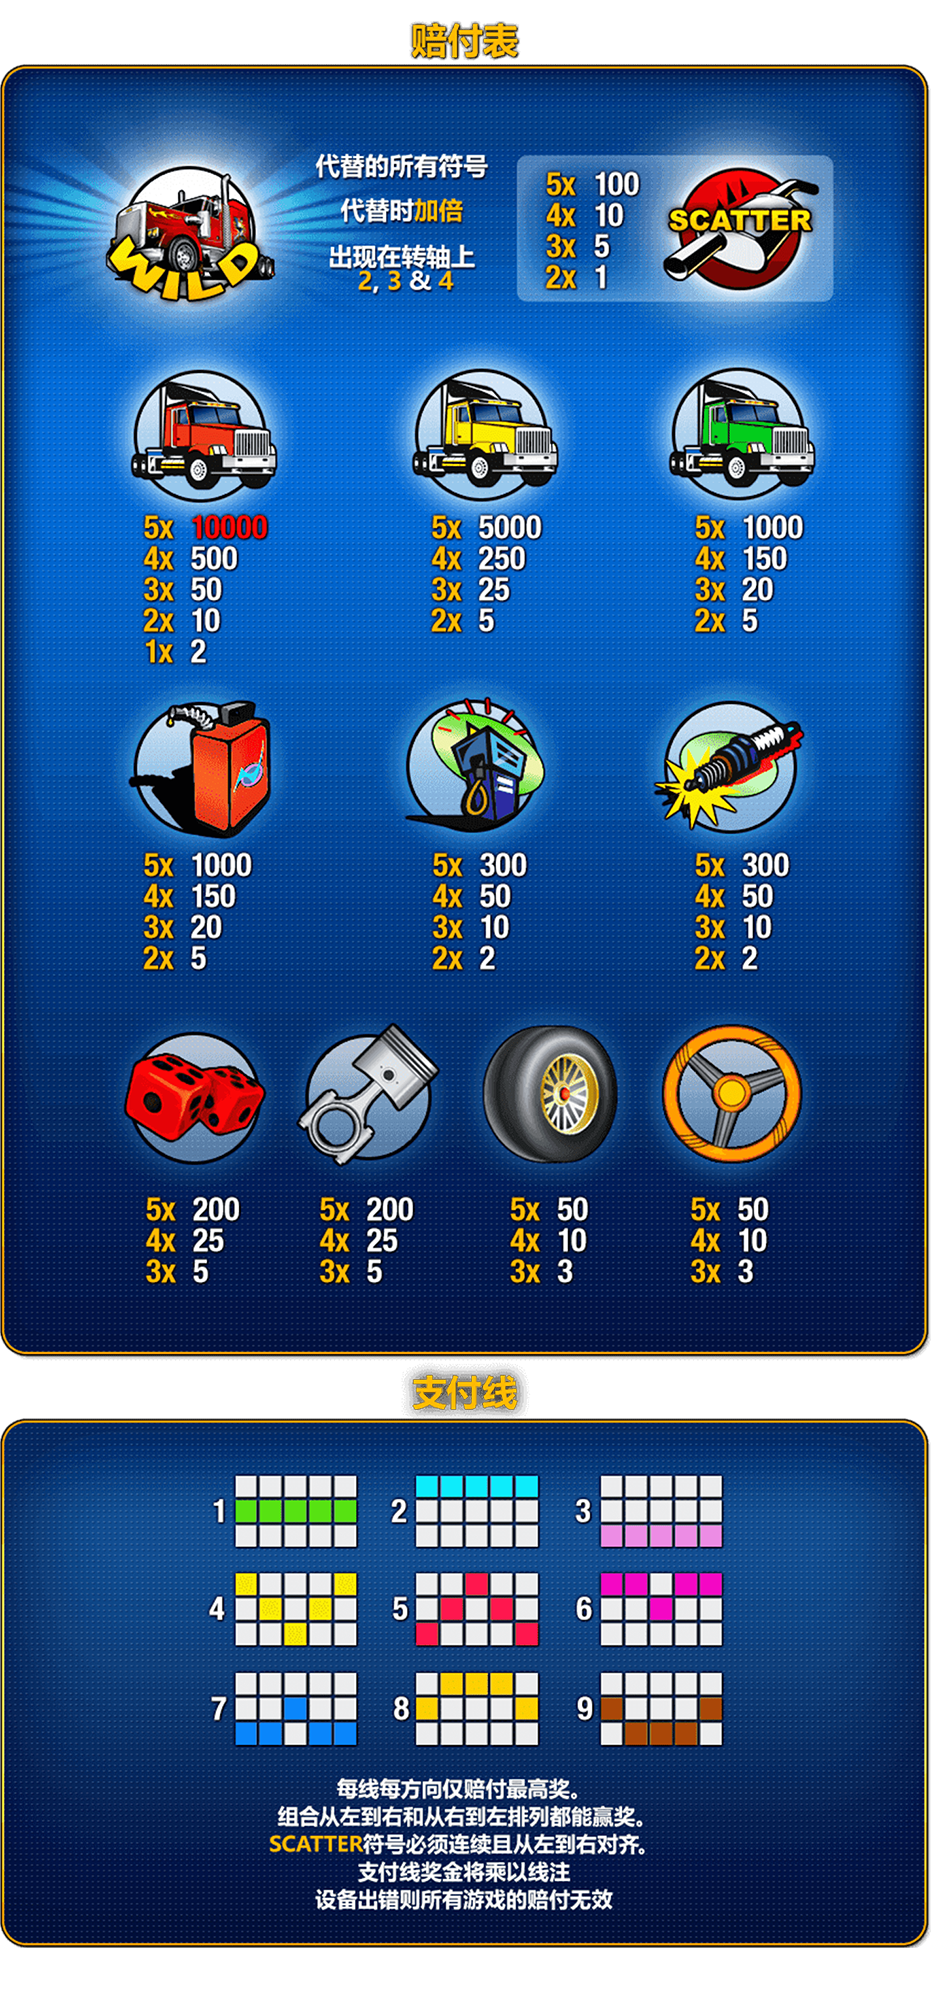 赔付表
代替的所有符号
代替时加倍
出现在转轴上
2, 3 & 4
WILD
5x 100
4x 10
3x 5
2x 1
SCATTER
5x 10000
4x 500
3x 50
2x 10
1x 2
5x 5000
4x 250
3x 25
2x 5
5x 1000
4x 150
3x 20
2x 5
5x 1000
4x 150
3x 20
2x 5
5x 300
4x 50
3x 10
2x 2
5x 300
4x 50
3x 10
2x 2
5x 200
4x 25
3x 5
5x 200
4x 25
3x 5
5x 50
4x 10
3x 3
5x 50
4x 10
3x 3
支付线
1
2
3
4
5
6
7
8
9
每线每方向仅赔付最高奖。
组合从左到右和从右到左排列都能赢奖。
SCATTER符号必须连续且从左到右对齐。
支付线奖金将乘以线注
设备出错则所有游戏的赔付无效